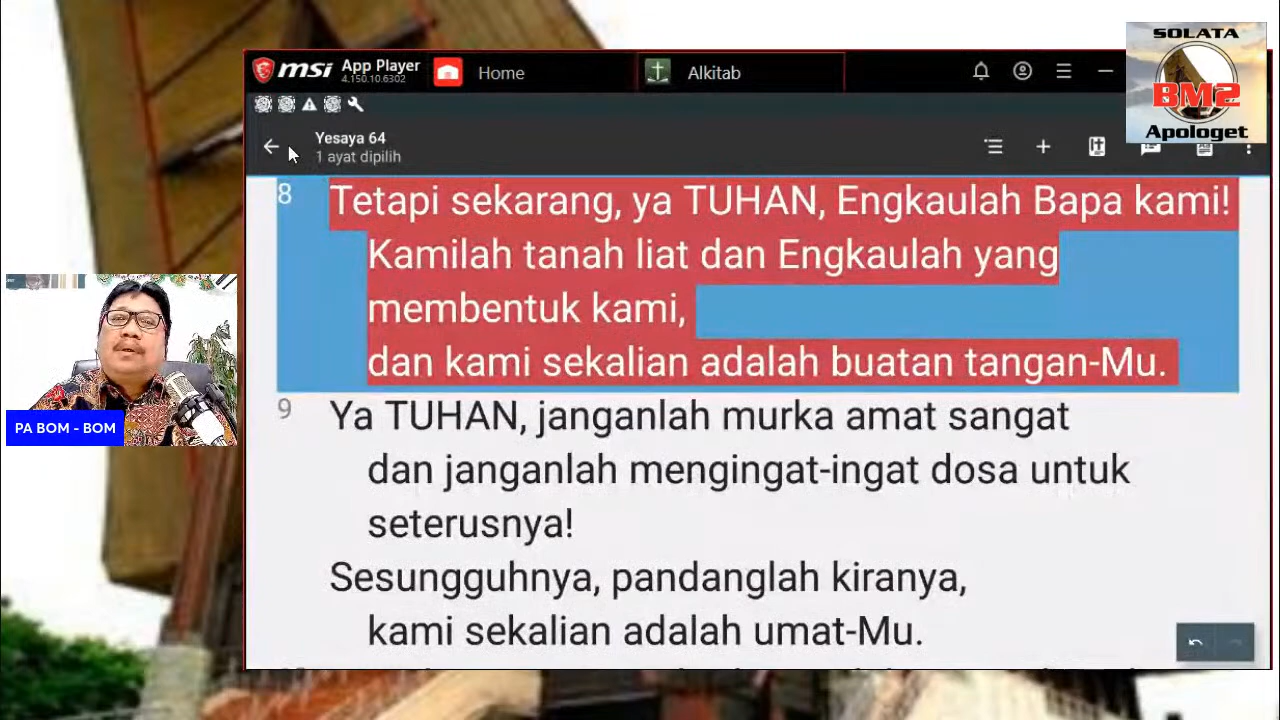 SOLATA
BM2
Apologet
msi App Player
4.150.10.6302
Home
Alkitab
Yesaya 64
1 ayat dipilih
8 Tetapi sekarang, ya TUHAN, Engkaulah Bapa kami!
Kamilah tanah liat dan Engkaulah yang
membentuk kami,
dan kami sekalian adalah buatan tangan-Mu.
9 Ya TUHAN, janganlah murka amat sangat
dan janganlah mengingat-ingat dosa untuk
seterusnya!
Sesungguhnya, pandanglah kiranya,
kami sekalian adalah umat-Mu.
PA BOM - BOM